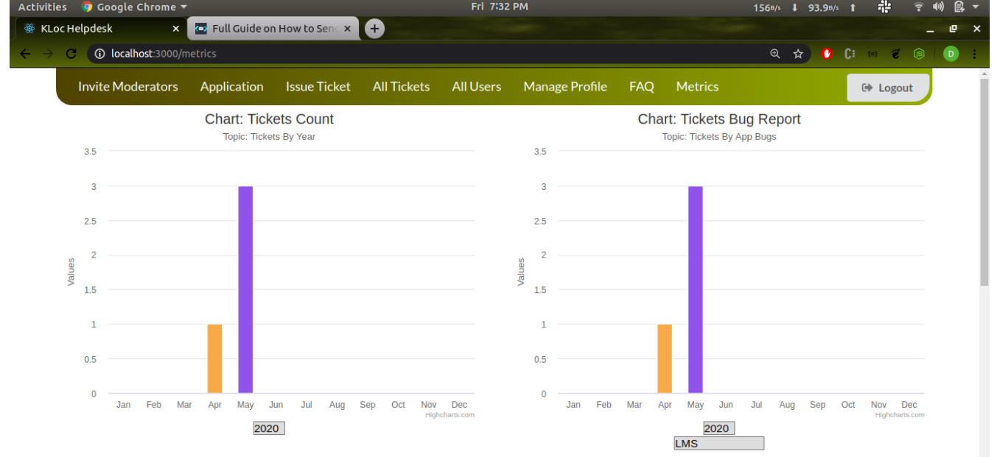 Activities Google Chrome Fri 7:32 PM 156B/s 93.9B/s
KLoc Helpdesk Full Guide on How to Send
localhost:3000/metrics D
Invite Moderators Application Issue Ticket All Tickets All Users Manage Profile FAQ Metrics Logout
Chart: Tickets Count
Topic: Tickets By Year
3.5
3
2.5
2
1.5
1
0.5
0
Values
Jan Feb Mar Apr May Jun Jul Aug Sep Oct Nov Dec
Highcharts.com
2020
Chart: Tickets Bug Report
Topic: Tickets By App Bugs
3.5
3
2.5
2
1.5
1
0.5
0
Values
Jan Feb Mar Apr May Jun Jul Aug Sep Oct Nov Dec
Highcharts.com
2020
LMS